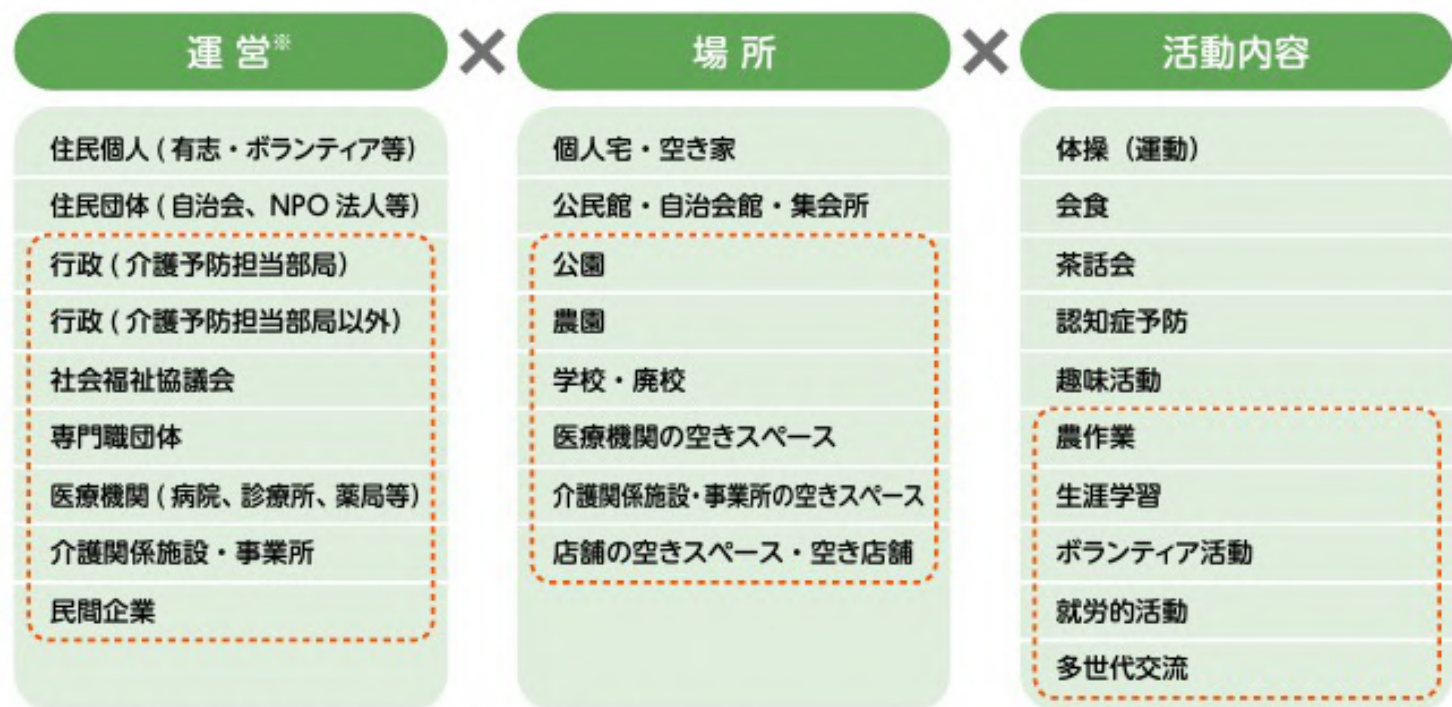 運営※
×
場所
×
活動内容
住民個人(有志・ボランティア等)
住民団体(自治会、NPO 法人等)
行政(介護予防担当部局)
行政(介護予防担当部局以外)
社会福祉協議会
専門職団体
医療機関(病院、診療所、薬局等)
介護関係施設・事業所
民間企業
個人宅・空き家
公民館・自治会館・集会所
公園
農園
学校・廃校
医療機関の空きスペース
介護関係施設・事業所の空きスペース
店舗の空きスペース・空き店舗
体操(運動)
会食
茶話会
認知症予防
趣味活動
農作業
生涯学習
ボランティア活動
就労的活動
多世代交流